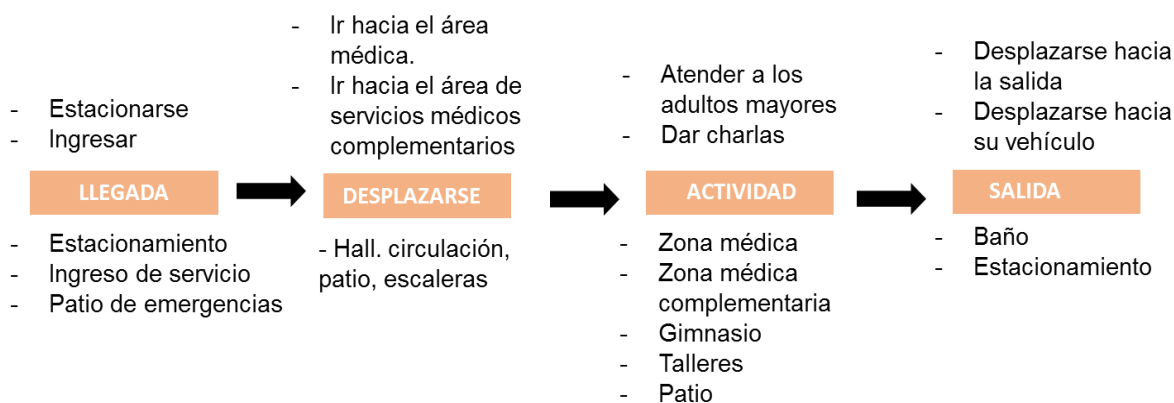 - Estacionarse
- Ingresar
LLEGADA
- Estacionamiento
- Ingreso de servicio
- Patio de emergencias
- Ir hacia el área
médica.
- Ir hacia el área de
servicios médicos
complementarios
DESPLAZARSE
- Hall. circulación,
patio, escaleras
- Atender a los
adultos mayores
- Dar charlas
ACTIVIDAD
- Zona médica
- Zona médica
complementaria
- Gimnasio
- Talleres
- Patio
- Desplazarse hacia
la salida
- Desplazarse hacia
su vehículo
SALIDA
- Baño
- Estacionamiento